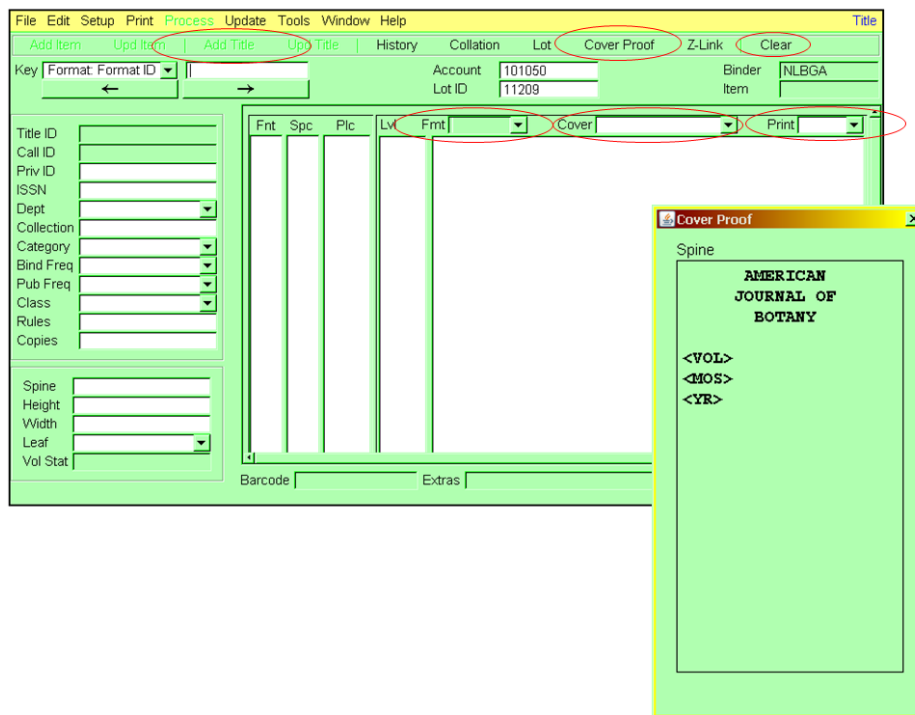 File Edit Setup Print Process Update Tools Window Help Title
Add Item Upd Item | Add Title Upd Title | History Collation Lot Cover Proof Z-Link Clear
Key Format: Format ID Account 101050 Binder NLBGA
← → Lot ID 11209 Item
Fnt Spc Plc Lvl Fmt Cover Print
Title ID
Call ID
Priv ID
ISSN
Dept
Collection
Category
Bind Freq
Pub Freq
Class
Rules
Copies
Spine
Height
Width
Leaf
Vol Stat
Barcode Extras
Cover Proof
Spine
AMERICAN
JOURNAL OF
BOTANY
<VOL>
<MOS>
<YR>